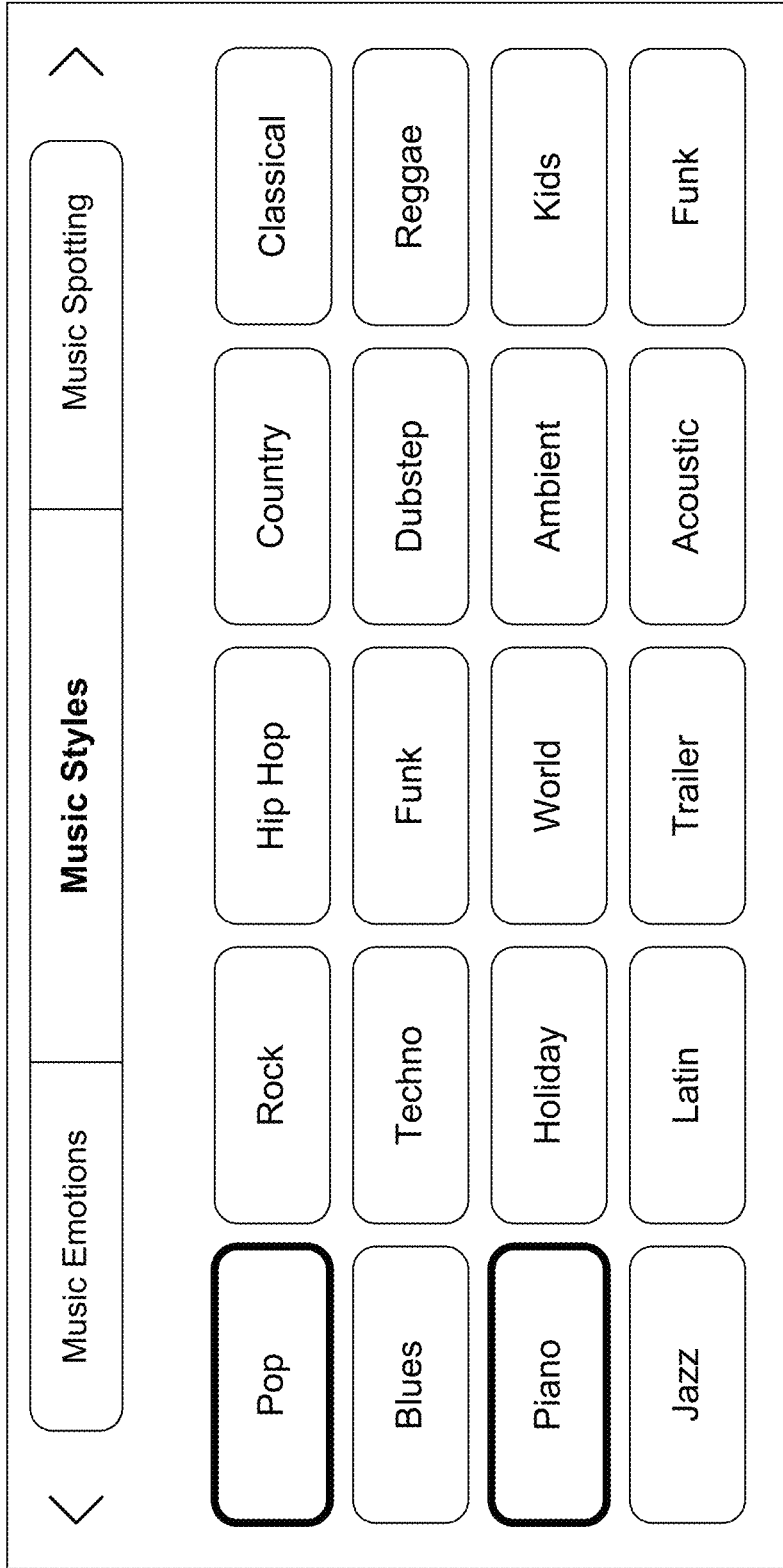 Music Emotions Music Styles Music Spotting
Pop Rock Hip Hop Country Classical
Blues Techno Funk Dubstep Reggae
Piano Holiday World Ambient Kids
Jazz Latin Trailer Acoustic Funk